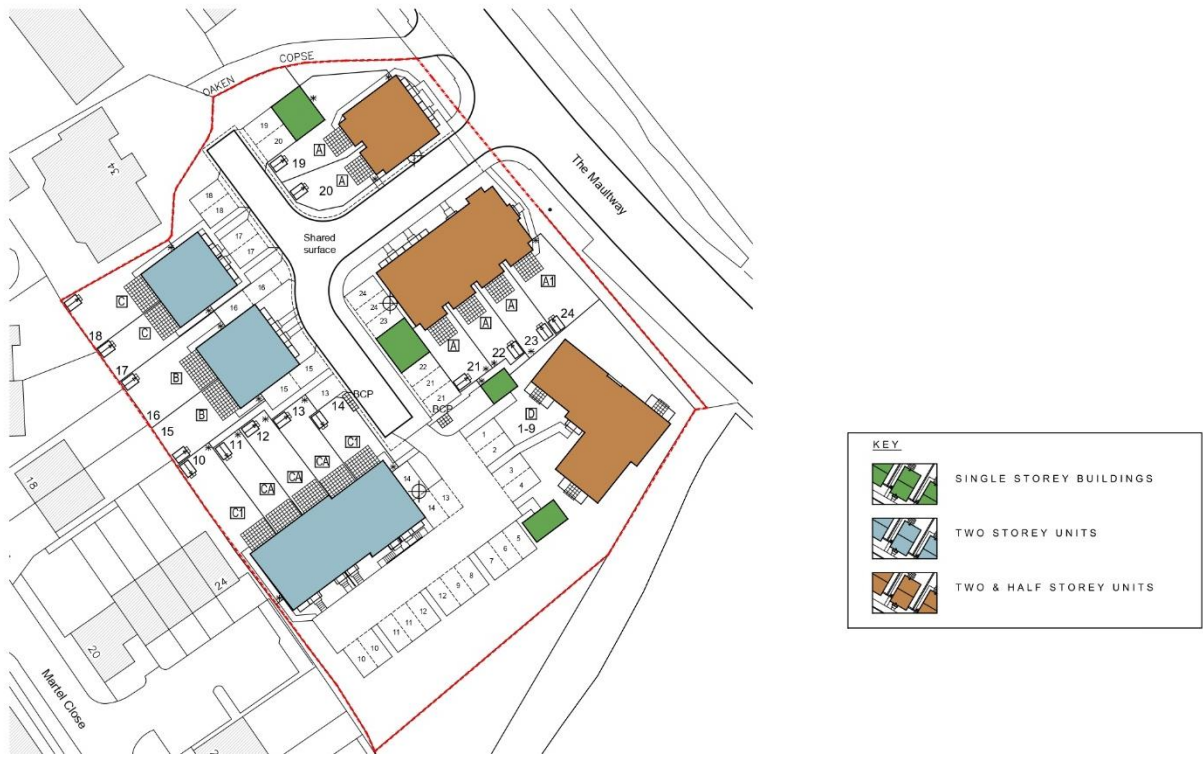 OAKEN COPSE
The Maultway
34
19
20
A
19
A
20
18
18
17
17
Shared
surface
C
C
16
16
18
17
B
B
16
15
15
15
13
BCP
24
24
23
22
21
21
BCP
A1
A
A
A
24
23
22
21
D
1-9
1
2
3
4
5
6
7
8
9
12
12
11
11
10
10
14
13
12
11
10
C1
CA
CA
C1
14
14
13
18
24
20
Martel Close
KEY
SINGLE STOREY BUILDINGS
TWO STOREY UNITS
TWO & HALF STOREY UNITS